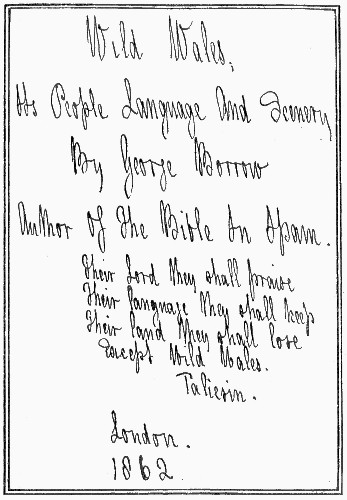 Wild Wales,
Its People Language And Scenery
By George Borrow
Author Of The Bible In Spain.
Their Lord they shall praise
Their language they shall keep
Their land they shall lose
Except Wild Wales.
Taliesin.
London.
1862